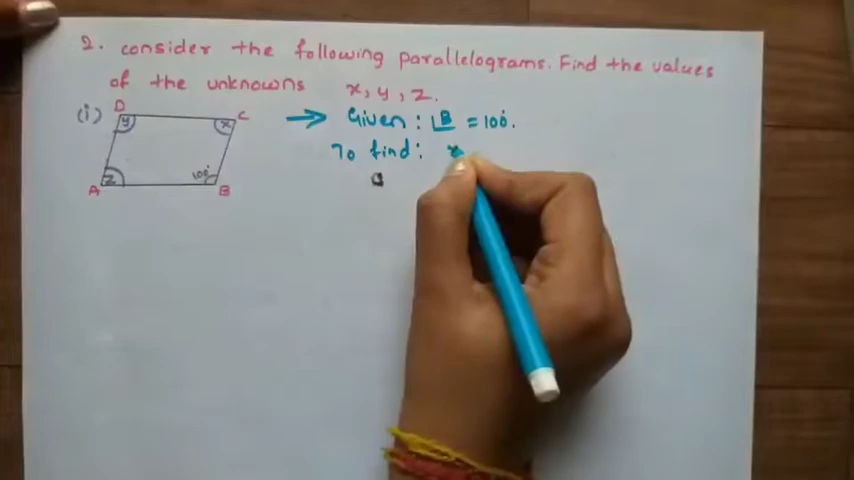 2. consider the following parallelograms. Find the values
of the unknowns x, y, z.
(i) D C y x z 100° A B
→ Given : ∠B = 100°.
To find : x